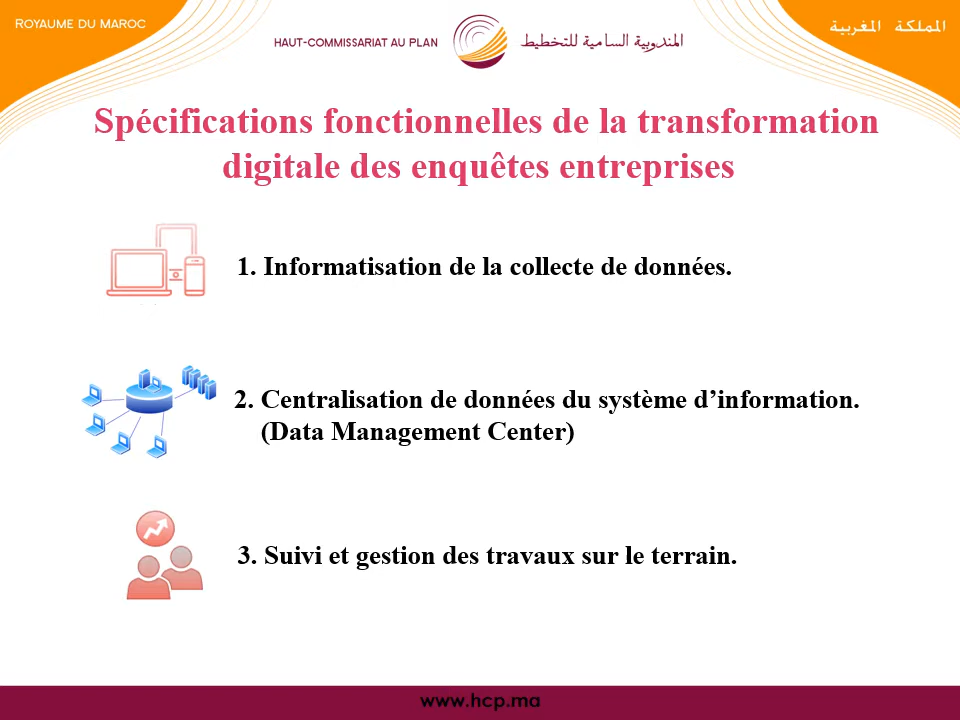 ROYAUME DU MAROC
HAUT-COMMISSARIAT AU PLAN
المندوبية السامية للتخطيط
المملكة المغربية
Spécifications fonctionnelles de la transformation
digitale des enquêtes entreprises
1. Informatisation de la collecte de données.
2. Centralisation de données du système d’information.
(Data Management Center)
3. Suivi et gestion des travaux sur le terrain.
www.hcp.ma